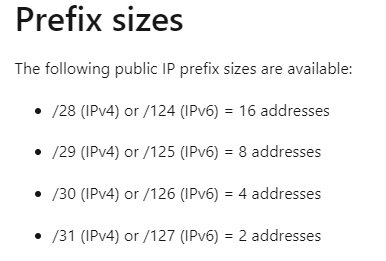 Prefix sizes
The following public IP prefix sizes are available:
• /28 (IPv4) or /124 (IPv6) = 16 addresses
• /29 (IPv4) or /125 (IPv6) = 8 addresses
• /30 (IPv4) or /126 (IPv6) = 4 addresses
• /31 (IPv4) or /127 (IPv6) = 2 addresses